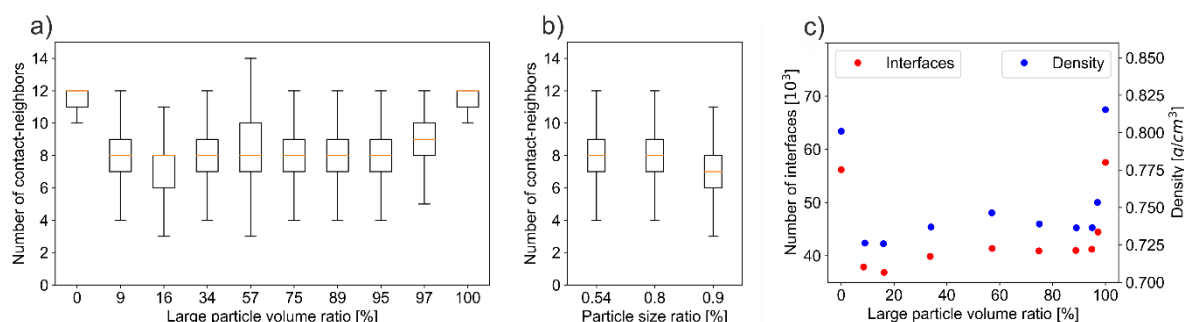 a)
Number of contact-neighbors
14
12
10
8
6
4
2
0
0 9 16 34 57 75 89 95 97 100
Large particle volume ratio [%]
b)
Number of contact-neighbors
14
12
10
8
6
4
2
0
0.54 0.8 0.9
Particle size ratio [%]
c)
Interfaces
Density
Number of interfaces [10³]
70
60
50
40
0.850
0.825
0.800
0.775
0.750
0.725
0.700
Density [g/cm³]
0 20 40 60 80 100
Large particle volume ratio [%]